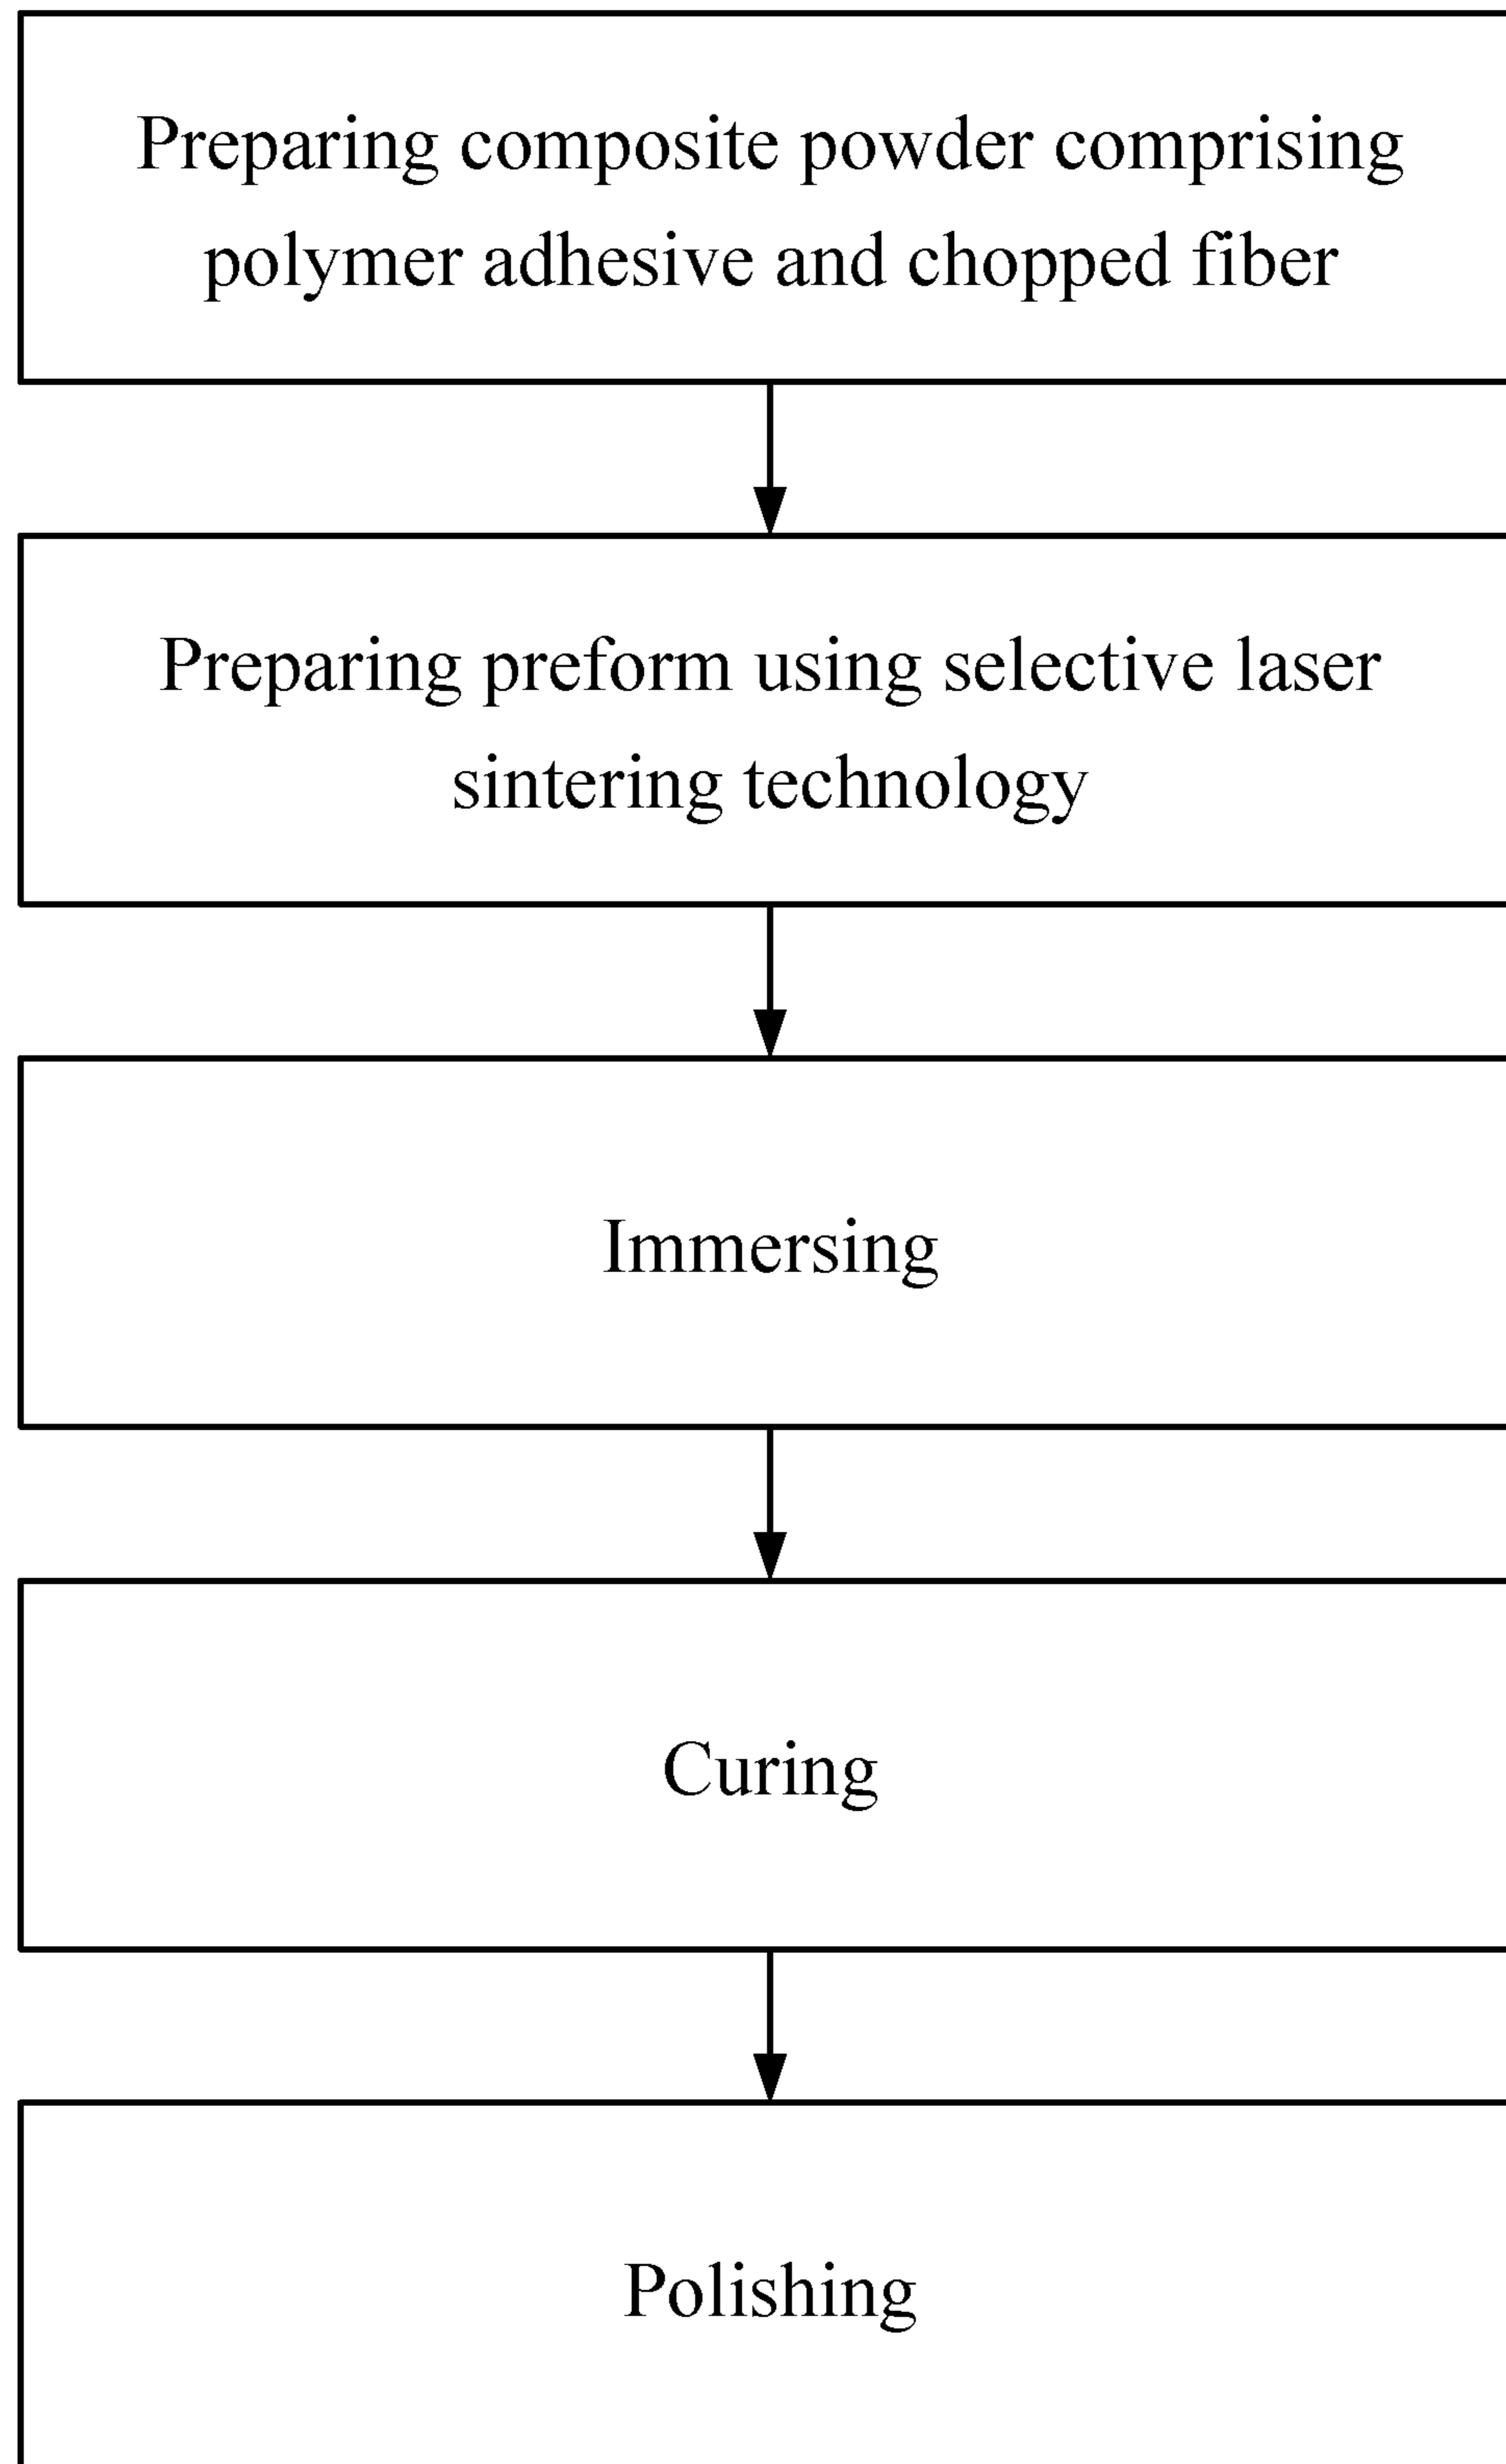 Preparing composite powder comprising
polymer adhesive and chopped fiber
Preparing preform using selective laser
sintering technology
Immersing
Curing
Polishing